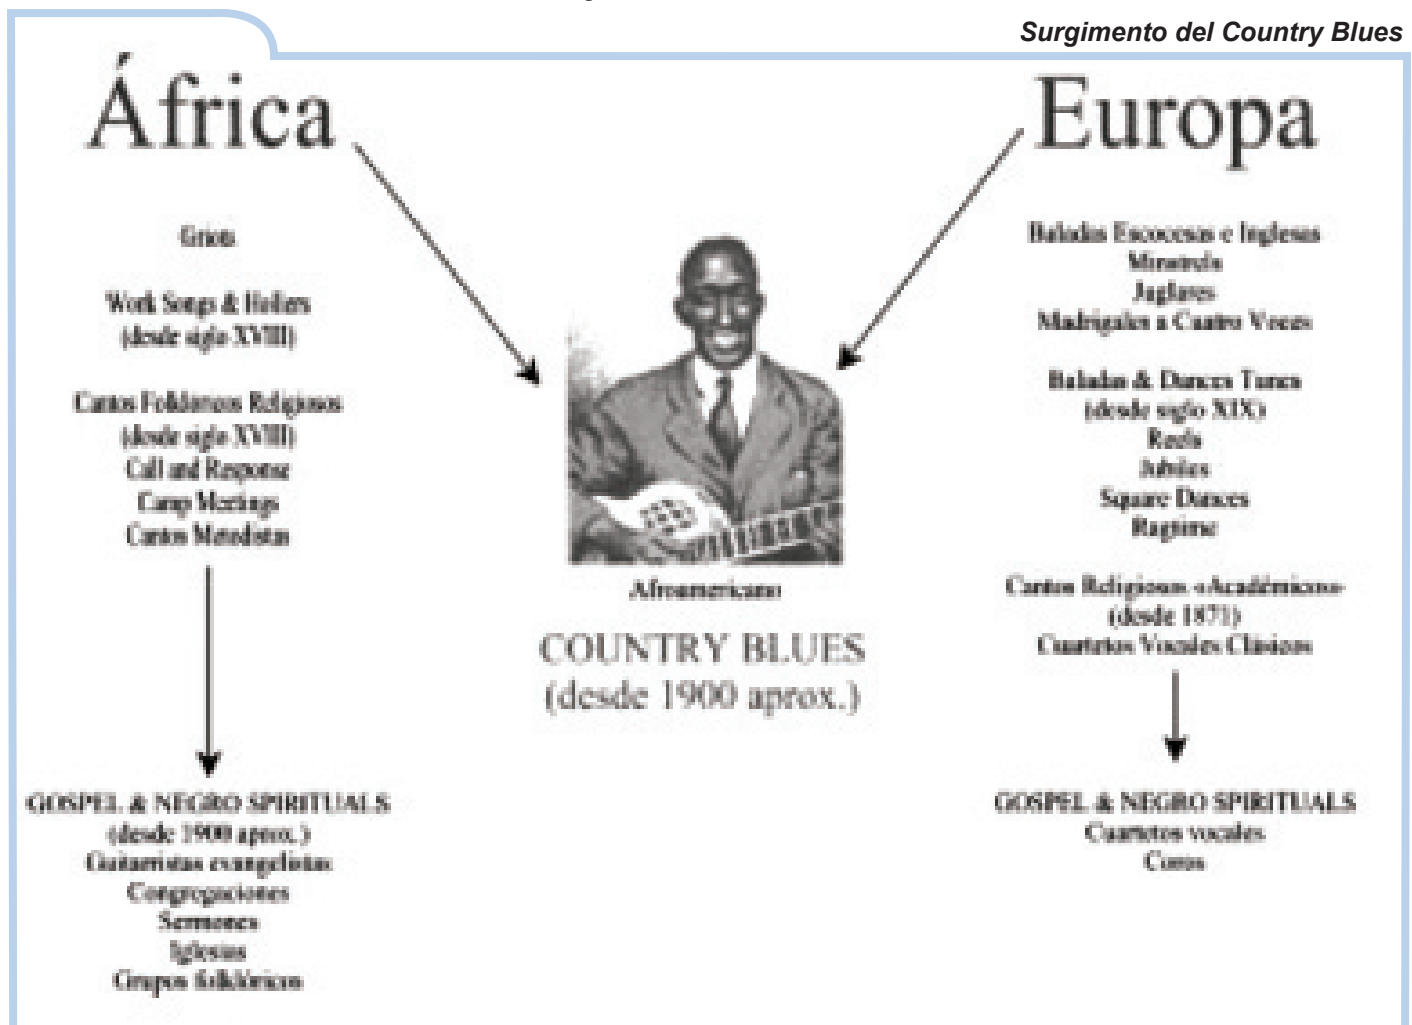 Surgimento del Country Blues
África
Griots
Work Songs & Hollers
(desde siglo XVIII)
Cantos Folklóricos Religiosos
(desde siglo XVIII)
Call and Response
Camp Meetings
Cantos Metodistas
GOSPEL & NEGRO SPIRITUALS
(desde 1900 aprox.)
Guitarristas evangelistas
Congregaciones
Sermones
Iglesias
Grupos folklóricos
Afroamericano
COUNTRY BLUES
(desde 1900 aprox.)
Europa
Baladas Escocesas e Inglesas
Minstrels
Juglares
Madrigales a Cuatro Voces
Baladas & Dances Tunes
(desde siglo XIX)
Reels
Jubilees
Square Dances
Ragtime
Cantos Religiosos «Académicos»
(desde 1871)
Cuartetos Vocales Clásicos
GOSPEL & NEGRO SPIRITUALS
Cuartetos vocales
Coros